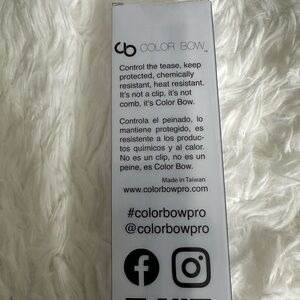 COLOR BOW™
Control the tease, keep
protected, chemically
resistant, heat resistant.
It's not a clip, it's not
comb, it's Color Bow.
Controla el peinado, lo
mantiene protegido, es
resistente a los produc-
tos químicos y al calor.
No es un clip, no es un
peine, es Color Bow.
Made in Taiwan
www.colorbowpro.com
#colorbowpro
@colorbowpro